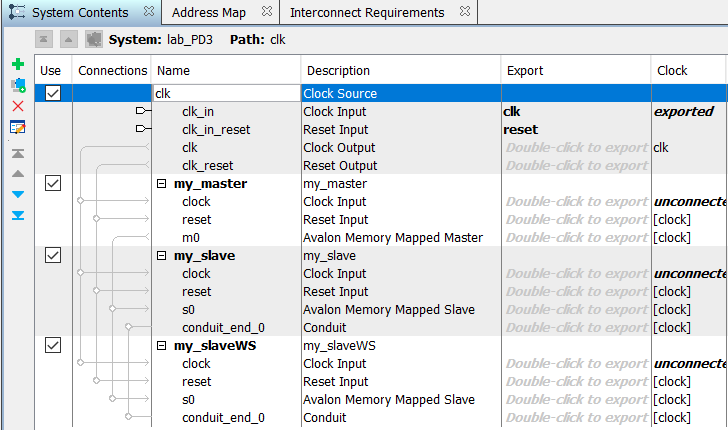 System Contents Address Map Interconnect Requirements
System: lab_PD3 Path: clk
Use Connections Name Description Export Clock
clk Clock Source
clk_in Clock Input clk exported
clk_in_reset Reset Input reset
clk Clock Output Double-click to export clk
clk_reset Reset Output Double-click to export
my_master my_master
clock Clock Input Double-click to export unconnecte
reset Reset Input Double-click to export [clock]
m0 Avalon Memory Mapped Master Double-click to export [clock]
my_slave my_slave
clock Clock Input Double-click to export unconnecte
reset Reset Input Double-click to export [clock]
s0 Avalon Memory Mapped Slave Double-click to export [clock]
conduit_end_0 Conduit Double-click to export [clock]
my_slaveWS my_slaveWS
clock Clock Input Double-click to export unconnecte
reset Reset Input Double-click to export [clock]
s0 Avalon Memory Mapped Slave Double-click to export [clock]
conduit_end_0 Conduit Double-click to export [clock]